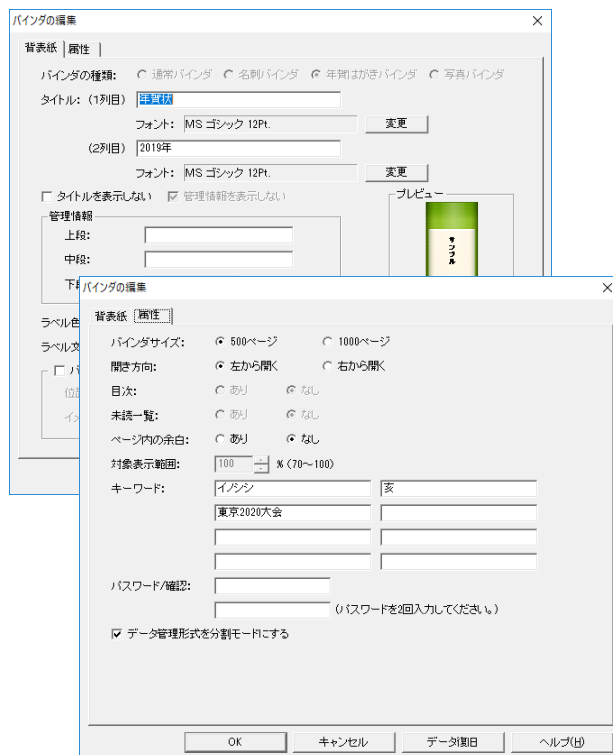 バインダの編集
背表紙 属性
バインダの種類: 通常バインダ 名刺バインダ 年賀はがきバインダ 写真バインダ
タイトル: (1列目) 年賀状
フォント: MS ゴシック 12Pt. 変更
(2列目) 2019年
フォント: MS ゴシック 12Pt. 変更
タイトルを表示しない 管理情報を表示しない プレビュー
管理情報
上段:
中段:
サンプル
ラベル色
ラベル文
バインダの編集
背表紙 属性
バインダサイズ: 500ページ 1000ページ
開き方向: 左から開く 右から開く
目次: あり なし
未読一覧: あり なし
ページ内の余白: あり なし
対象表示範囲: 100 % (70～100)
キーワード: イノシシ 亥
東京2020大会
パスワード/確認:
(パスワードを2回入力してください。)
データ管理形式を分割モードにする
OK キャンセル データ復旧 ヘルプ(H)